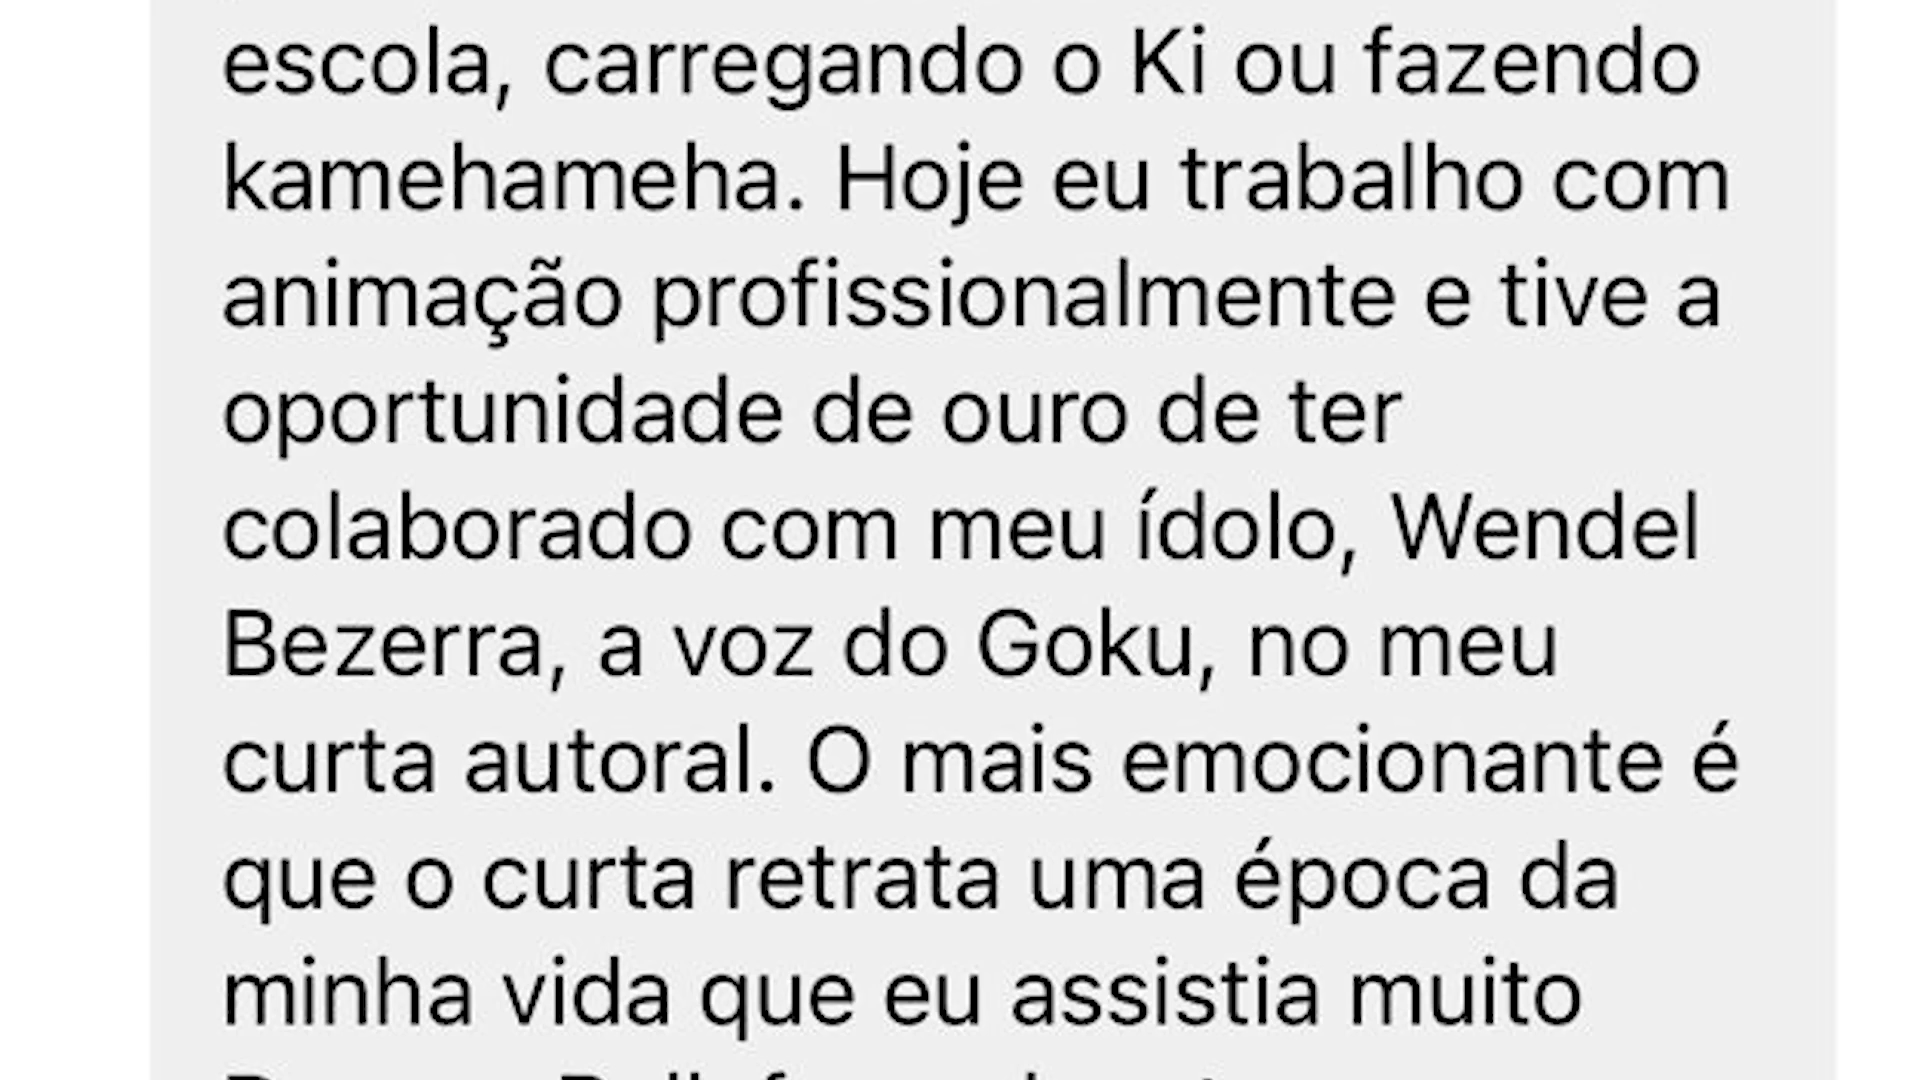 escola, carregando o Ki ou fazendo
kamehameha. Hoje eu trabalho com
animação profissionalmente e tive a
oportunidade de ouro de ter
colaborado com meu ídolo, Wendel
Bezerra, a voz do Goku, no meu
curta autoral. O mais emocionante é
que o curta retrata uma época da
minha vida que eu assistia muito